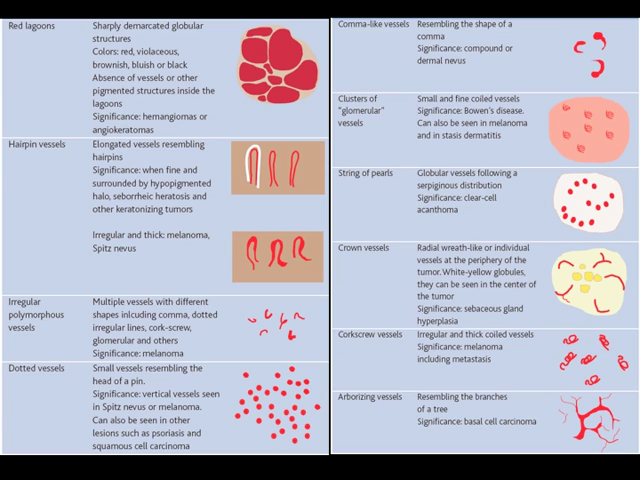 Red lagoons
Sharply demarcated globular
structures
Colors: red, violaceous,
brownish, bluish or black
Absence of vessels or other
pigmented structures inside the
lagoons
Significance: hemangiomas or
angiokeratomas
Hairpin vessels
Elongated vessels resembling
hairpins
Significance: when fine and
surrounded by hypopigmented
halo, seborrheic heratosis and
other keratonizing tumors
Irregular and thick: melanoma,
Spitz nevus
Irregular
polymorphous
vessels
Multiple vessels with different
shapes inlcuding comma, dotted
irregular lines, cork-screw,
glomerular and others
Significance: melanoma
Dotted vessels
Small vessels resembling the
head of a pin.
Significance: vertical vessels seen
in Spitz nevus or melanoma.
Can also be seen in other
lesions such as psoriasis and
squamous cell carcinoma
Comma-like vessels
Resembling the shape of a
comma
Significance: compound or
dermal nevus
Clusters of
"glomerular"
vessels
Small and fine coiled vessels
Significance: Bowen's disease.
Can also be seen in melanoma
and in stasis dermatitis
String of pearls
Globular vessels following a
serpiginous distribution
Significance: clear-cell
acanthoma
Crown vessels
Radial wreath-like or individual
vessels at the periphery of the
tumor. White-yellow globules,
they can be seen in the center of
the tumor
Significance: sebaceous gland
hyperplasia
Corkscrew vessels
Irregular and thick coiled vessels
Significance: melanoma
including metastasis
Arborizing vessels
Resembling the branches
of a tree
Significance: basal cell carcinoma